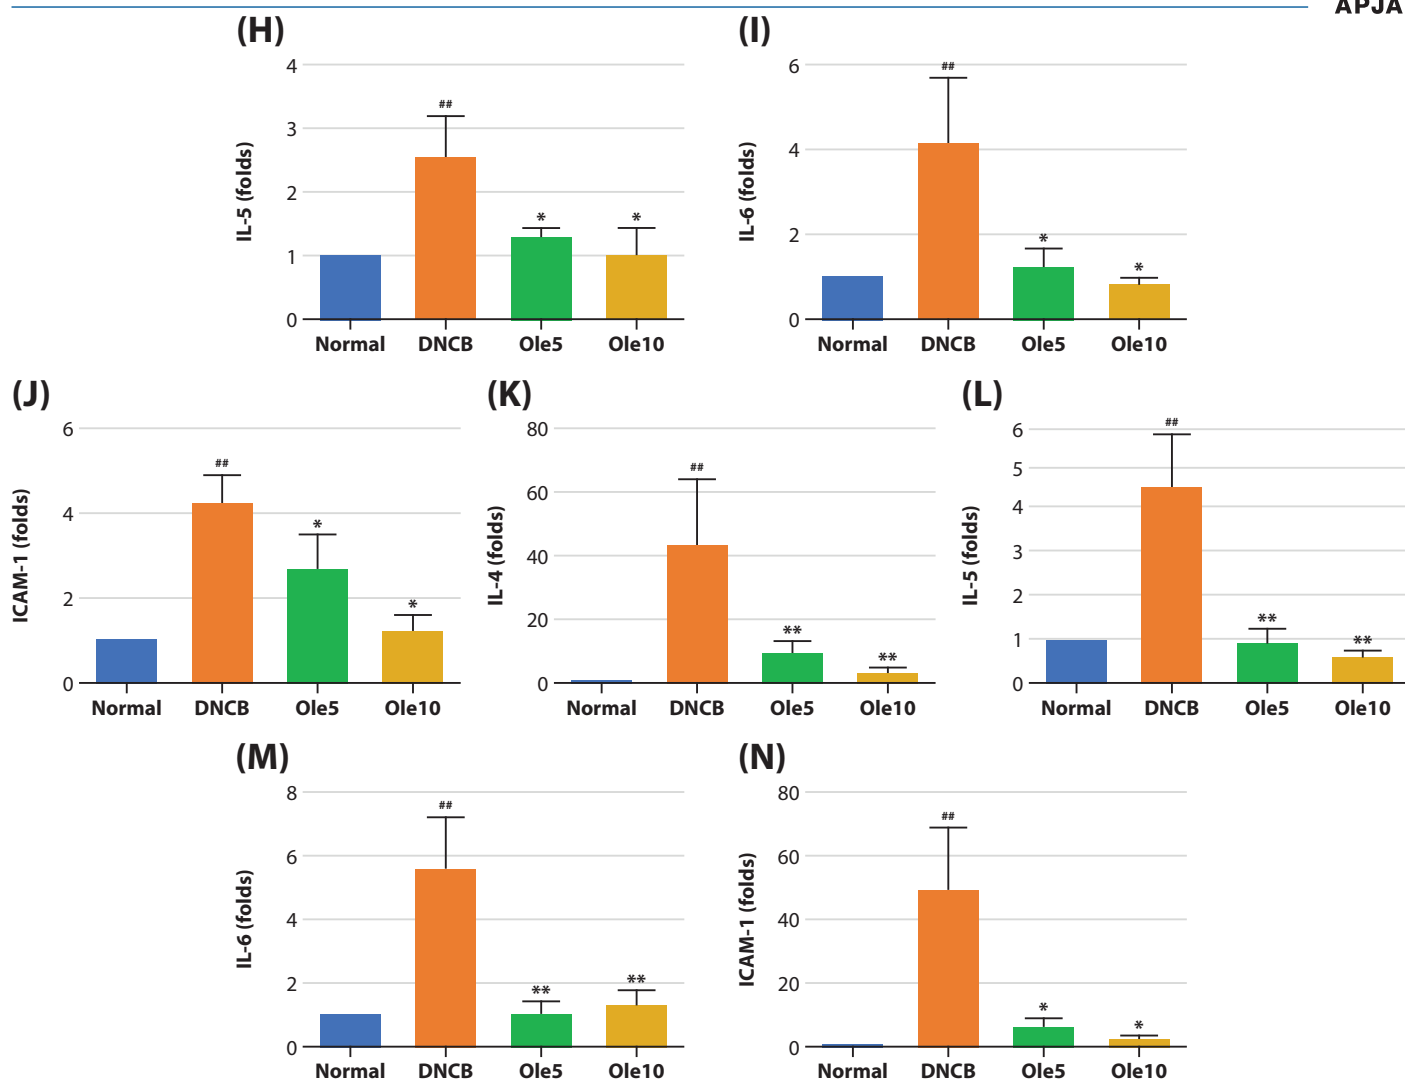 APJA
(H)
IL-5 (folds)
4
3
2
1
0
##
*
*
Normal DNCB Ole5 Ole10
(I)
IL-6 (folds)
6
4
2
0
##
*
*
Normal DNCB Ole5 Ole10
(J)
ICAM-1 (folds)
6
4
2
0
##
*
*
Normal DNCB Ole5 Ole10
(K)
IL-4 (folds)
80
60
40
20
0
##
**
**
Normal DNCB Ole5 Ole10
(L)
IL-5 (folds)
6
5
4
3
2
1
0
##
**
**
Normal DNCB Ole5 Ole10
(M)
IL-6 (folds)
8
6
4
2
0
##
**
**
Normal DNCB Ole5 Ole10
(N)
ICAM-1 (folds)
80
60
40
20
0
##
*
*
Normal DNCB Ole5 Ole10